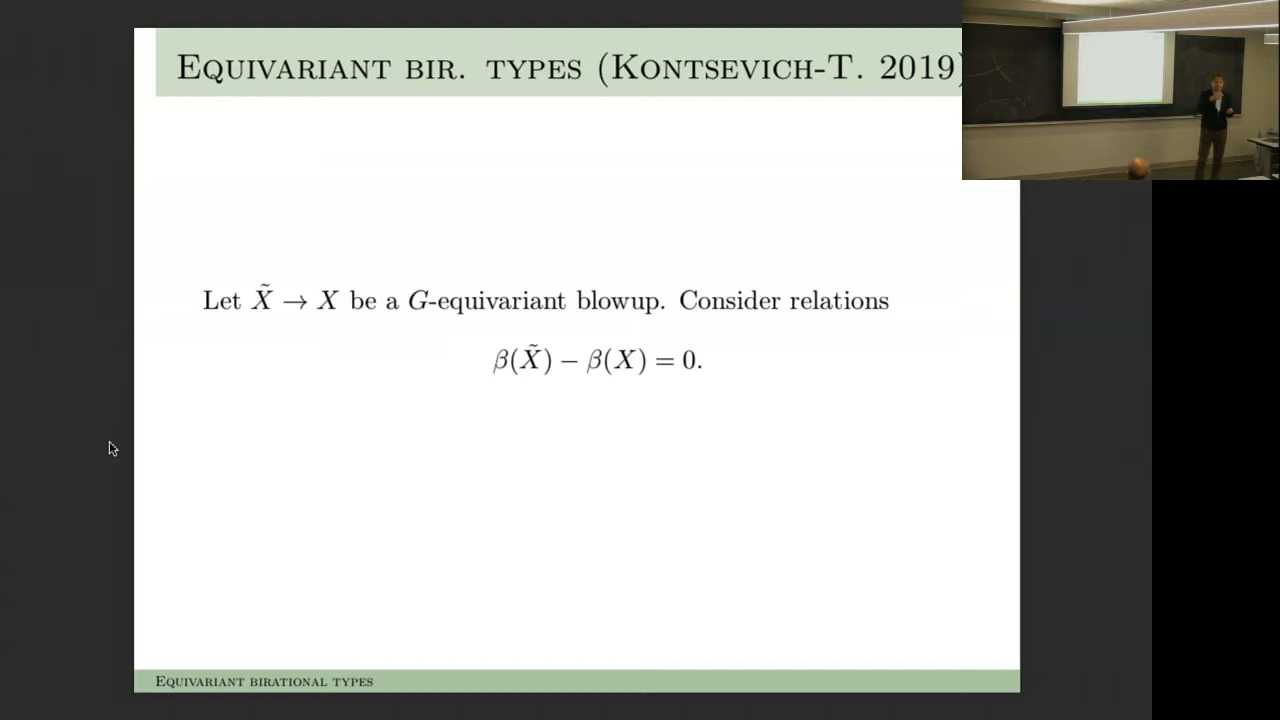 EQUIVARIANT BIR. TYPES (KONTSEVICH-T. 2019)
Let X̃ → X be a G-equivariant blowup. Consider relations
β(X̃) − β(X) = 0.
EQUIVARIANT BIRATIONAL TYPES